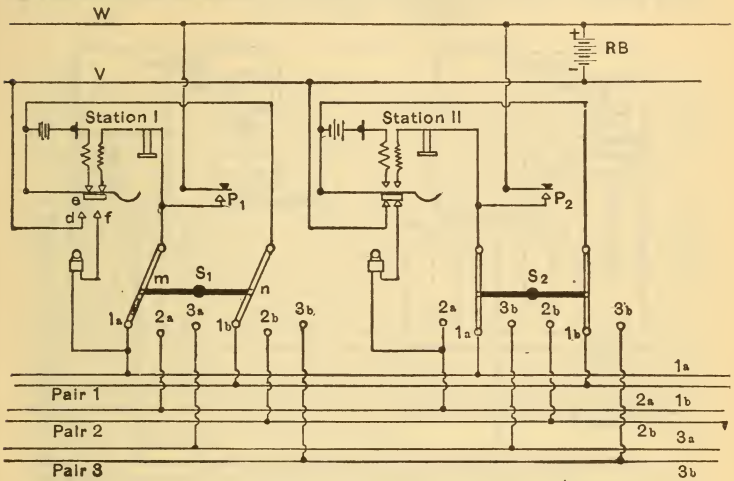 W
+
RB
-
V
Station I
Station II
e
d
f
P1
P2
m
S1
n
S2
1a
2a
3a
1b
2b
3b
2a
1a
3b
2b
1b
3b
1a
Pair 1
2a
1b
Pair 2
2b
3a
Pair 3
3b